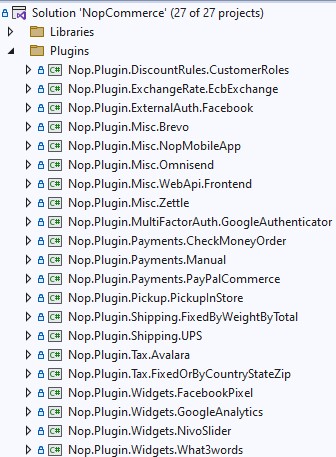 Solution 'NopCommerce' (27 of 27 projects)
Libraries
Plugins
C# Nop.Plugin.DiscountRules.CustomerRoles
C# Nop.Plugin.ExchangeRate.EcbExchange
C# Nop.Plugin.ExternalAuth.Facebook
C# Nop.Plugin.Misc.Brevo
C# Nop.Plugin.Misc.NopMobileApp
C# Nop.Plugin.Misc.Omnisend
C# Nop.Plugin.Misc.WebApi.Frontend
C# Nop.Plugin.Misc.Zettle
C# Nop.Plugin.MultiFactorAuth.GoogleAuthenticator
C# Nop.Plugin.Payments.CheckMoneyOrder
C# Nop.Plugin.Payments.Manual
C# Nop.Plugin.Payments.PayPalCommerce
C# Nop.Plugin.Pickup.PickupInStore
C# Nop.Plugin.Shipping.FixedByWeightByTotal
C# Nop.Plugin.Shipping.UPS
C# Nop.Plugin.Tax.Avalara
C# Nop.Plugin.Tax.FixedOrByCountryStateZip
C# Nop.Plugin.Widgets.FacebookPixel
C# Nop.Plugin.Widgets.GoogleAnalytics
C# Nop.Plugin.Widgets.NivoSlider
C# Nop.Plugin.Widgets.What3words